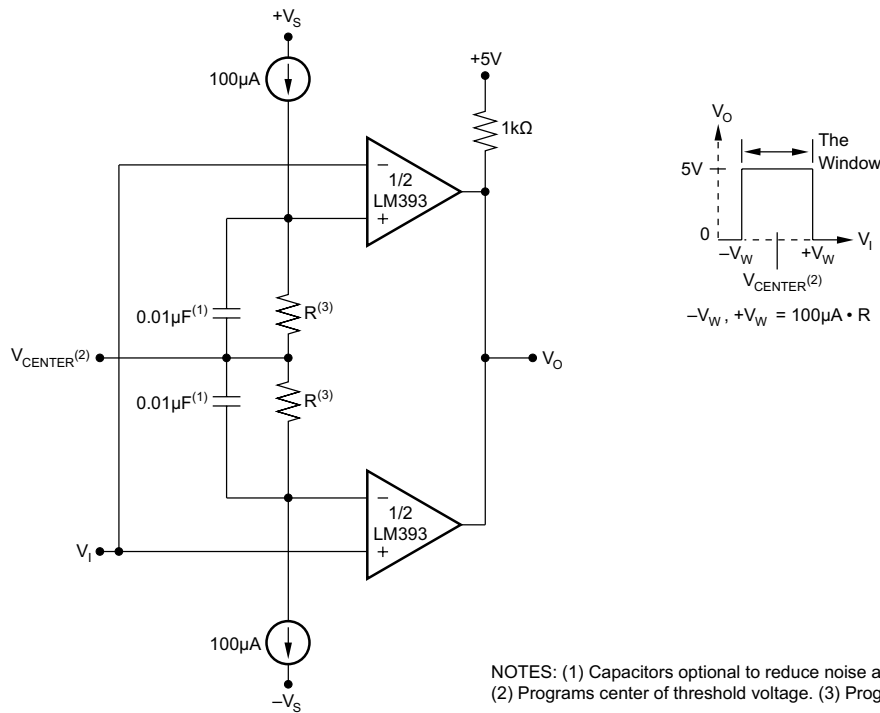 +V_S
100µA
+5V
1kΩ
−
1/2
LM393
+
0.01µF(1)
R(3)
V_CENTER(2)
V_O
0.01µF(1)
R(3)
−
1/2
LM393
+
V_I
100µA
−V_S
V_O
The
Window
5V
0
V_I
−V_W
+V_W
V_CENTER(2)
−V_W, +V_W = 100µA • R
NOTES: (1) Capacitors optional to reduce noise a
(2) Programs center of threshold voltage. (3) Prog